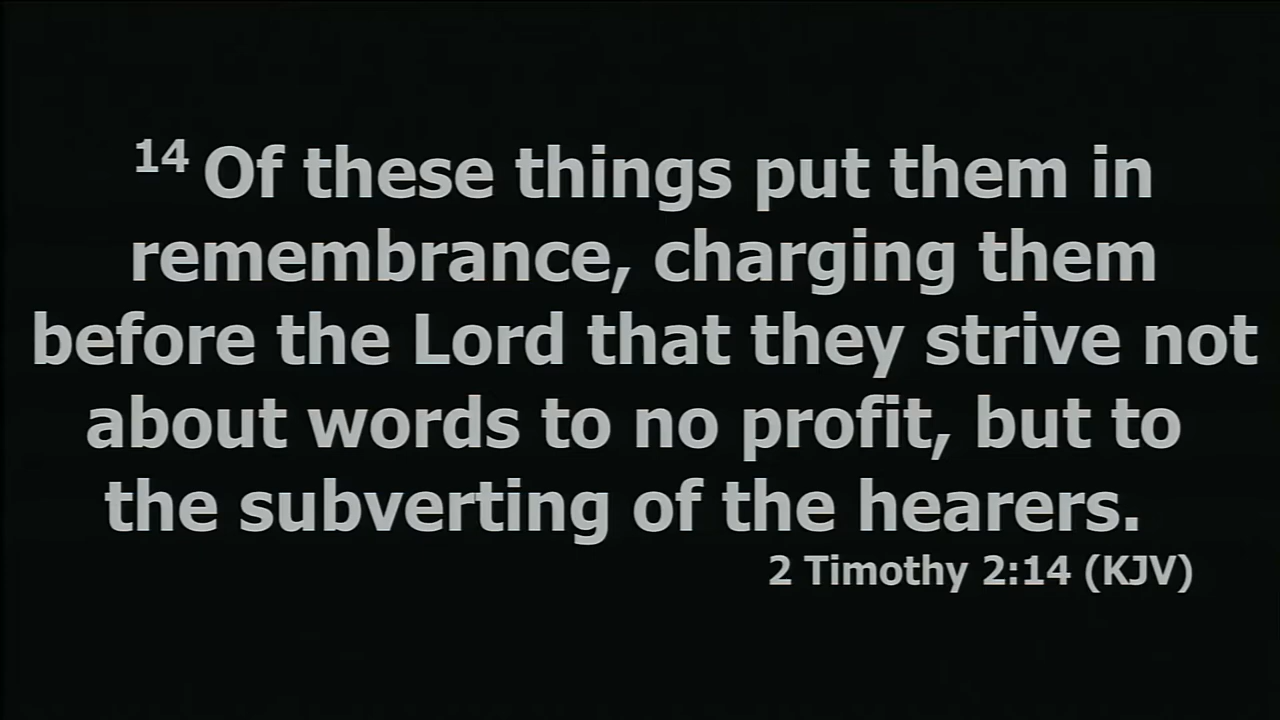 14 Of these things put them in
remembrance, charging them
before the Lord that they strive not
about words to no profit, but to
the subverting of the hearers.
2 Timothy 2:14 (KJV)